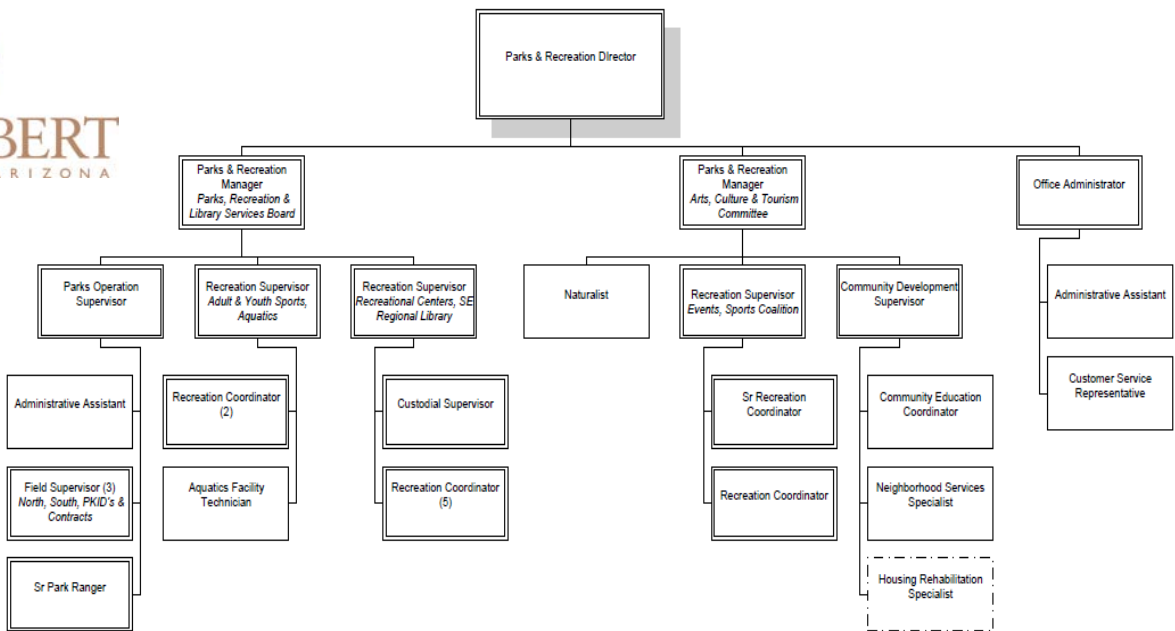 Parks & Recreation DIrector
BERT
ARIZONA
Parks & Recreation
Manager
Parks, Recreation &
Library Services Board
Parks & Recreation
Manager
Arts, Culture & Tourism
Committee
Office Administrator
Parks Operation
Supervisor
Recreation Supervisor
Adult & Youth Sports,
Aquatics
Recreation Supervisor
Recreational Centers, SE
Regional Library
Naturalist
Recreation Supervisor
Events, Sports Coalition
Community Development
Supervisor
Administrative Assistant
Administrative Assistant
Recreation Coordinator
(2)
Custodial Supervisor
Sr Recreation
Coordinator
Community Education
Coordinator
Customer Service
Representative
Field Supervisor (3)
North, South, PKID's &
Contracts
Aquatics Facility
Technician
Recreation Coordinator
(5)
Recreation Coordinator
Neighborhood Services
Specialist
Sr Park Ranger
Housing Rehabilitation
Specialist